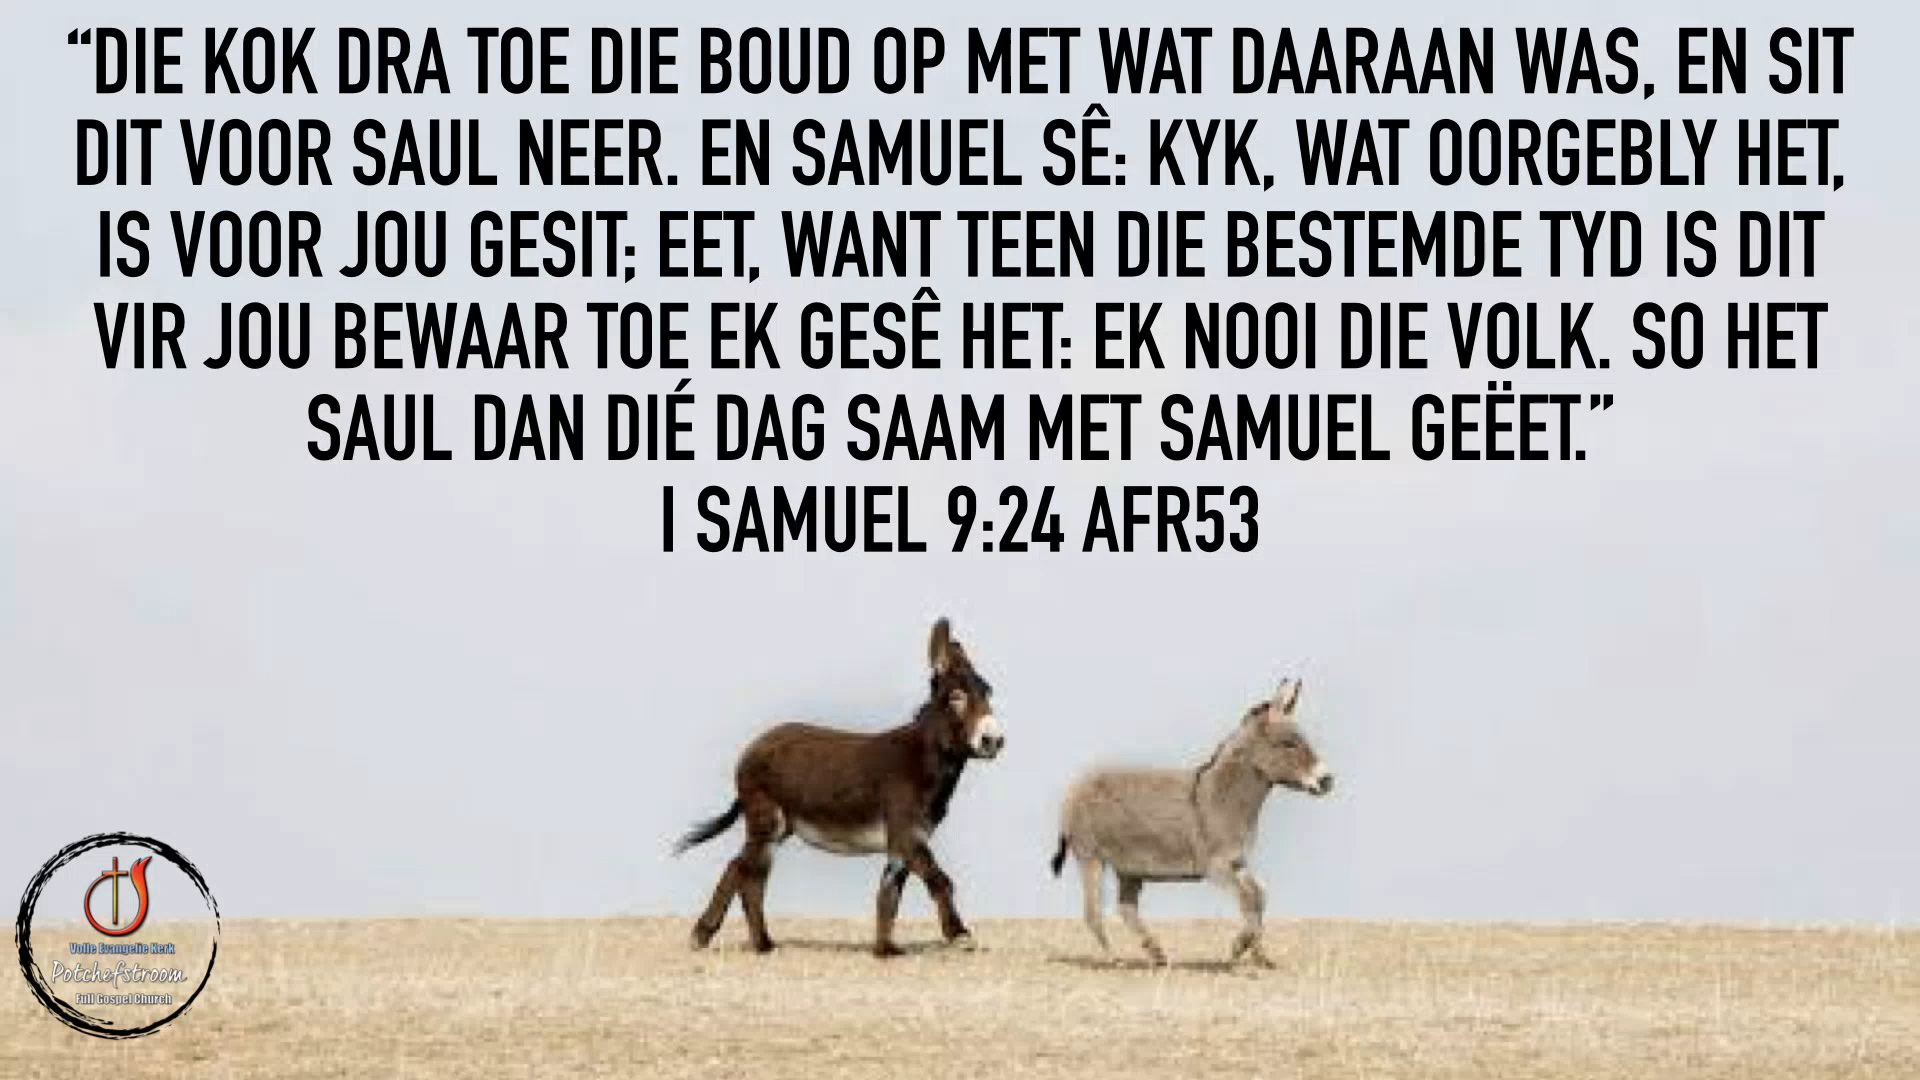 “DIE KOK DRA TOE DIE BOUD OP MET WAT DAARAAN WAS, EN SIT
DIT VOOR SAUL NEER. EN SAMUEL SÊ: KYK, WAT OORGEBLY HET,
IS VOOR JOU GESIT; EET, WANT TEEN DIE BESTEMDE TYD IS DIT
VIR JOU BEWAAR TOE EK GESÊ HET: EK NOOI DIE VOLK. SO HET
SAUL DAN DIÉ DAG SAAM MET SAMUEL GEËET.”
I SAMUEL 9:24 AFR53
Volle Evangelie Kerk
Potchefstroom
Full Gospel Church